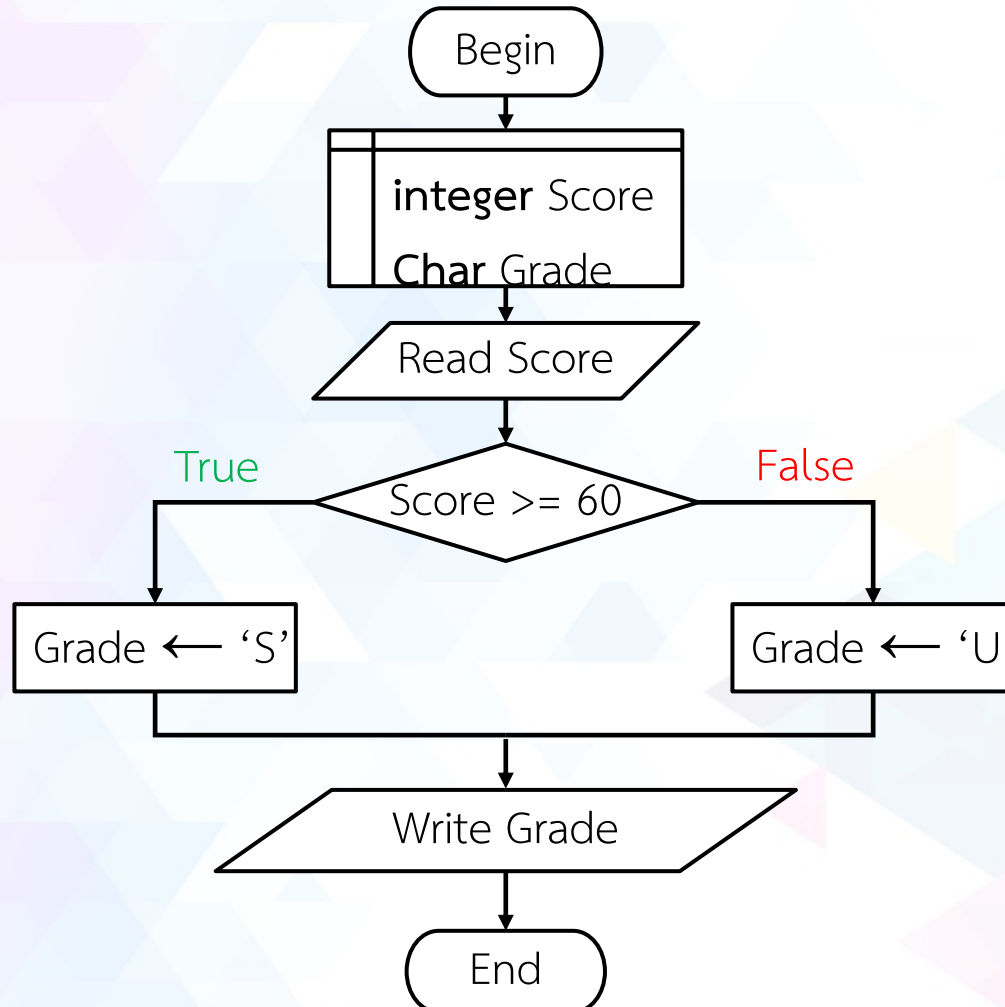 Begin
integer Score
Char Grade
Read Score
True
False
Score >= 60
Grade ← ‘S’
Grade ← ‘U
Write Grade
End